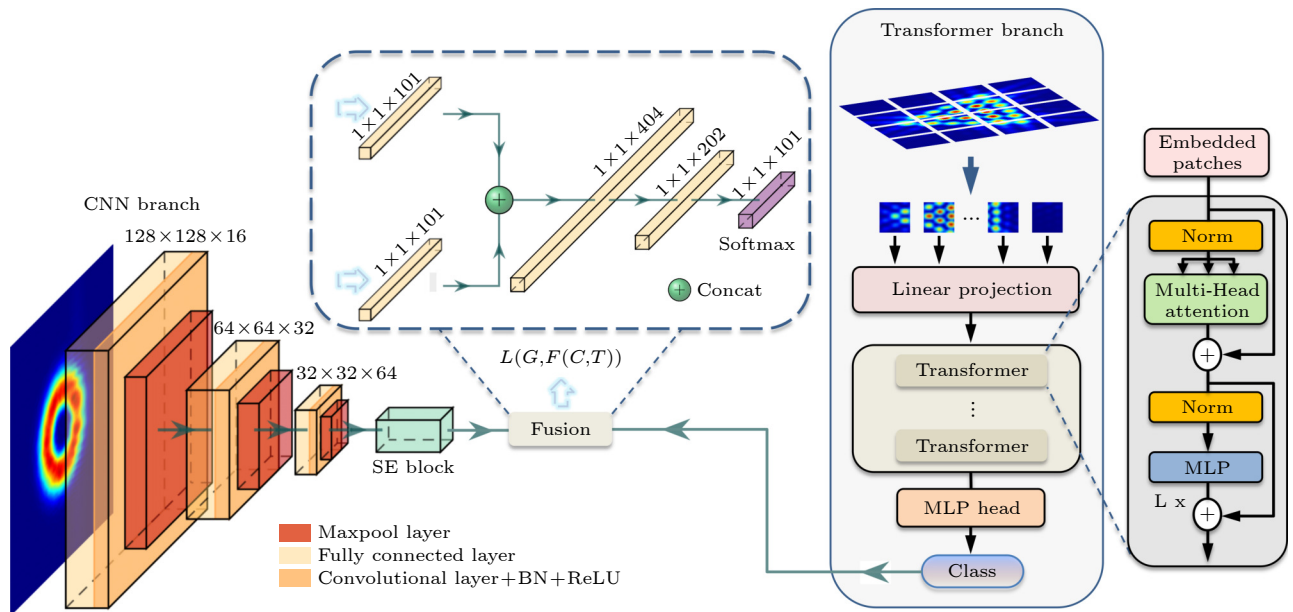 Transformer branch
1×1×101
1×1×404
1×1×202
1×1×101
Softmax
1×1×101
+
+ Concat
CNN branch
128×128×16
64×64×32
32×32×64
SE block
L(G,F(C,T))
Fusion
Maxpool layer
Fully connected layer
Convolutional layer+BN+ReLU
...
Linear projection
Transformer
⋮
Transformer
MLP head
Class
Embedded
patches
Norm
Multi-Head
attention
+
Norm
MLP
L x
+